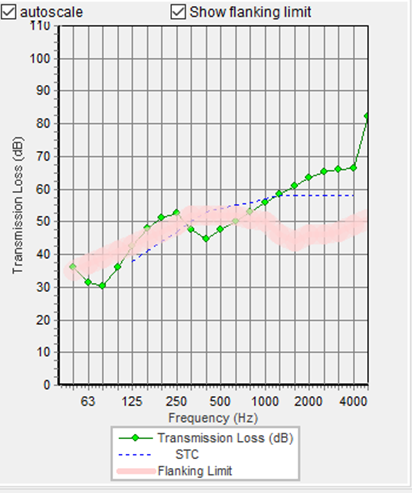 autoscale Show flanking limit
110
100
90
80
70
60
50
40
30
20
10
0
Transmission Loss (dB)
63 125 250 500 1000 2000 4000
Frequency (Hz)
Transmission Loss (dB)
STC
Flanking Limit